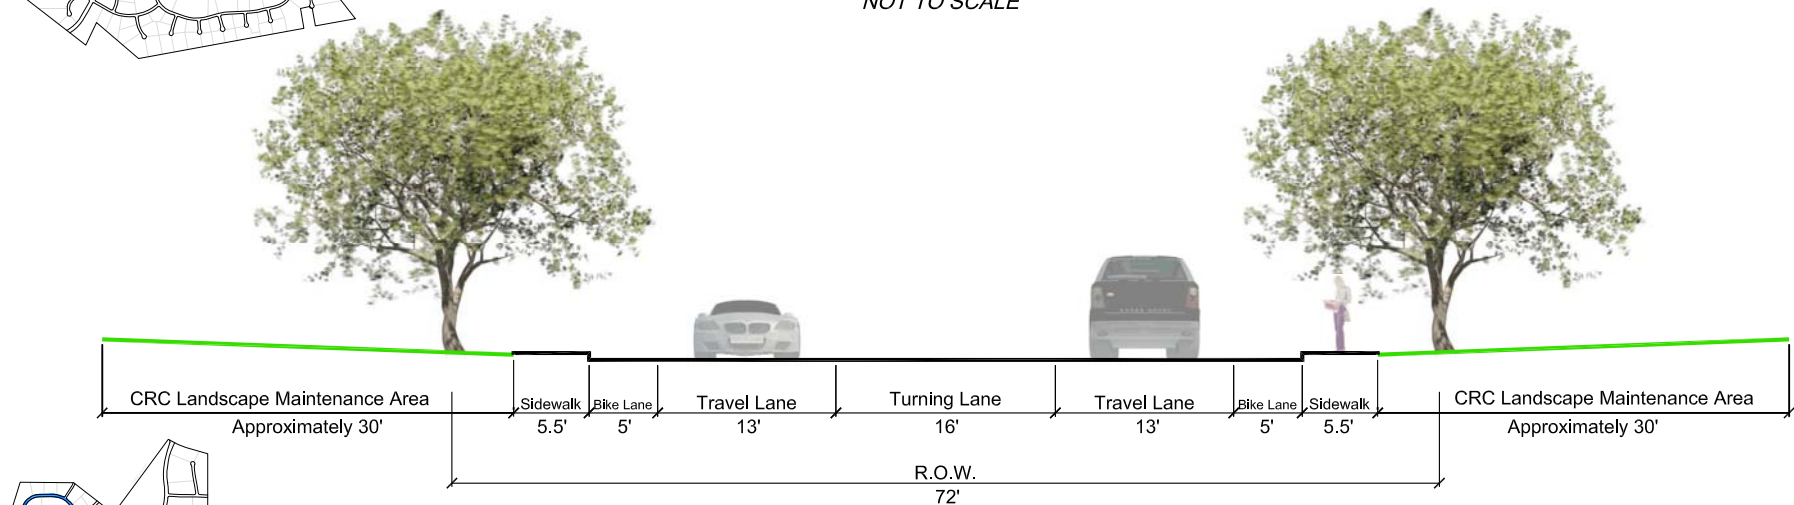 NOT TO SCALE
CRC Landscape Maintenance Area
Approximately 30'
Sidewalk
5.5'
Bike Lane
5'
Travel Lane
13'
Turning Lane
16'
Travel Lane
13'
Bike Lane
5'
Sidewalk
5.5'
CRC Landscape Maintenance Area
Approximately 30'
R.O.W.
72'